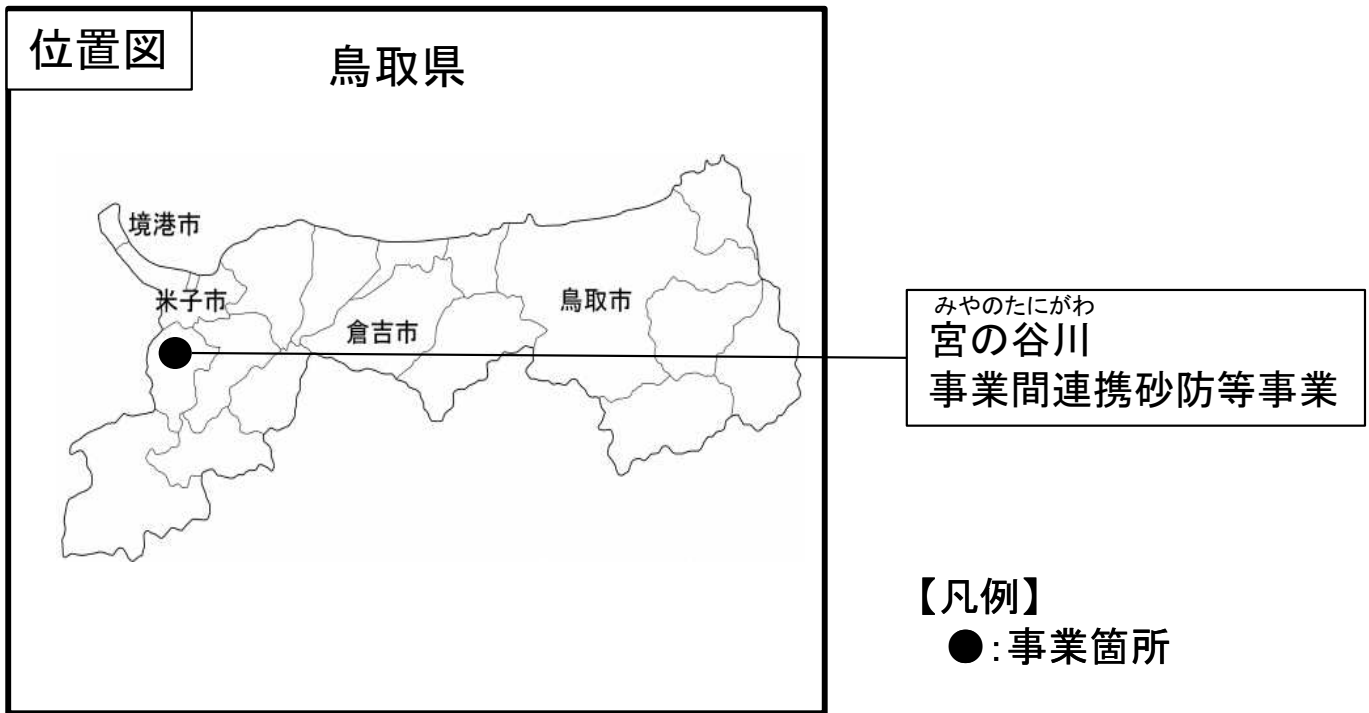 位置図
鳥取県
境港市
米子市
倉吉市
鳥取市
みやのたにがわ
宮の谷川
事業間連携砂防等事業
【凡例】
●:事業箇所